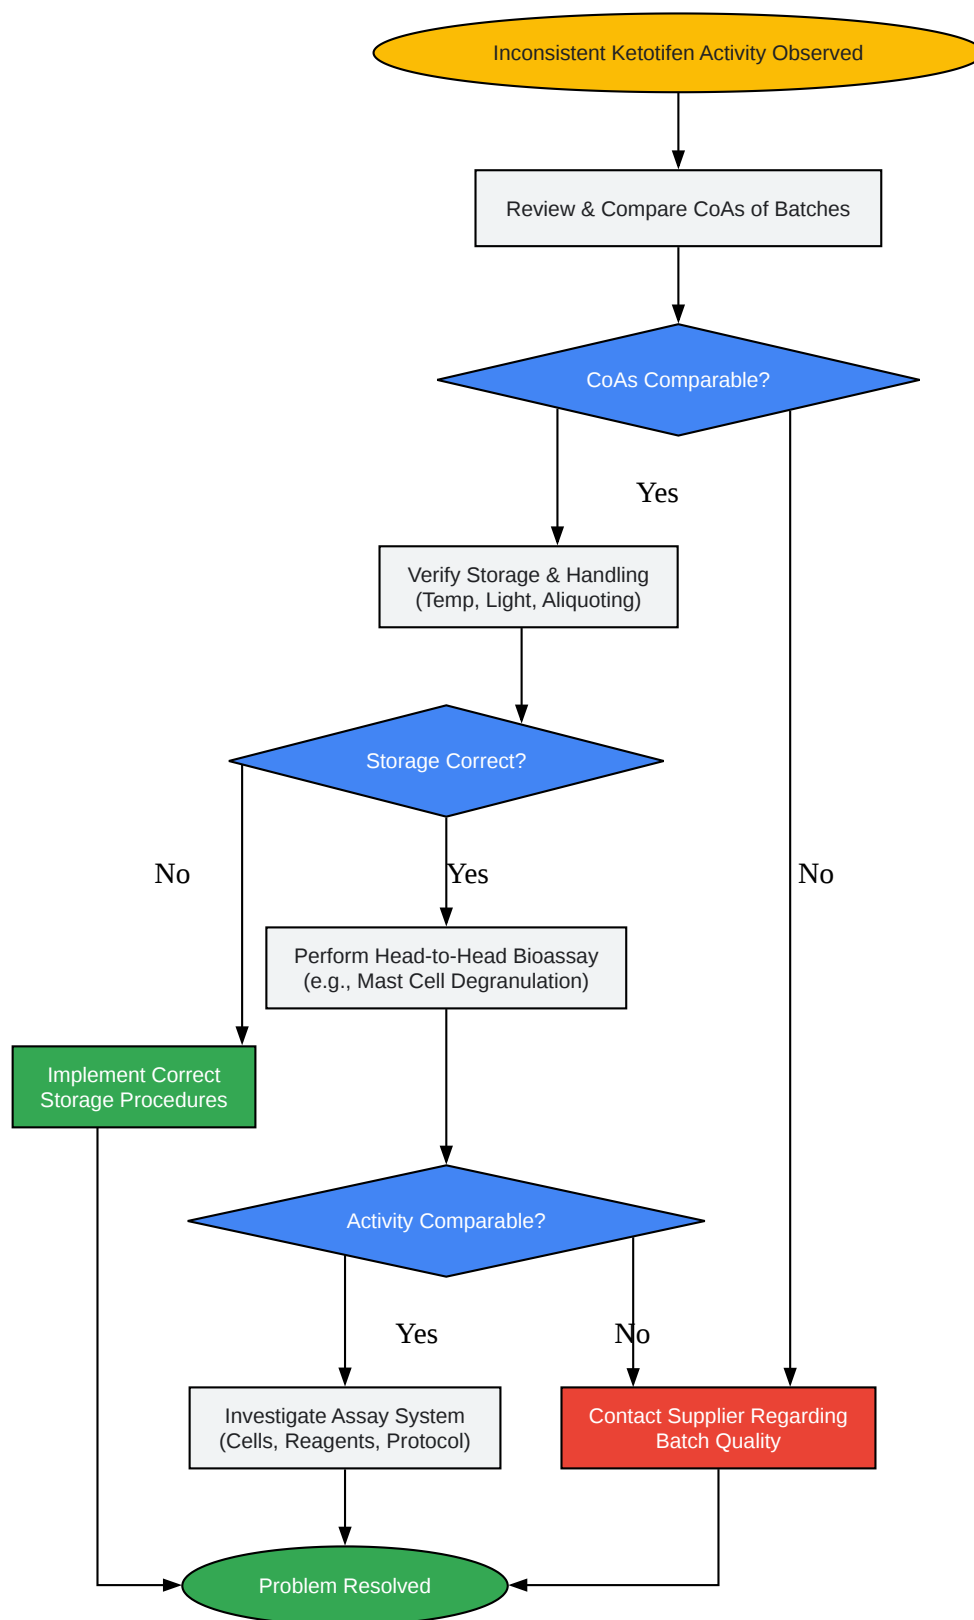 Inconsistent Ketotifen Activity Observed
Review & Compare CoAs of Batches
CoAs Comparable?
Yes
Verify Storage & Handling
(Temp, Light, Aliquoting)
Storage Correct?
No
Yes
No
Perform Head-to-Head Bioassay
(e.g., Mast Cell Degranulation)
Implement Correct
Storage Procedures
Activity Comparable?
Yes
No
Investigate Assay System
(Cells, Reagents, Protocol)
Contact Supplier Regarding
Batch Quality
Problem Resolved